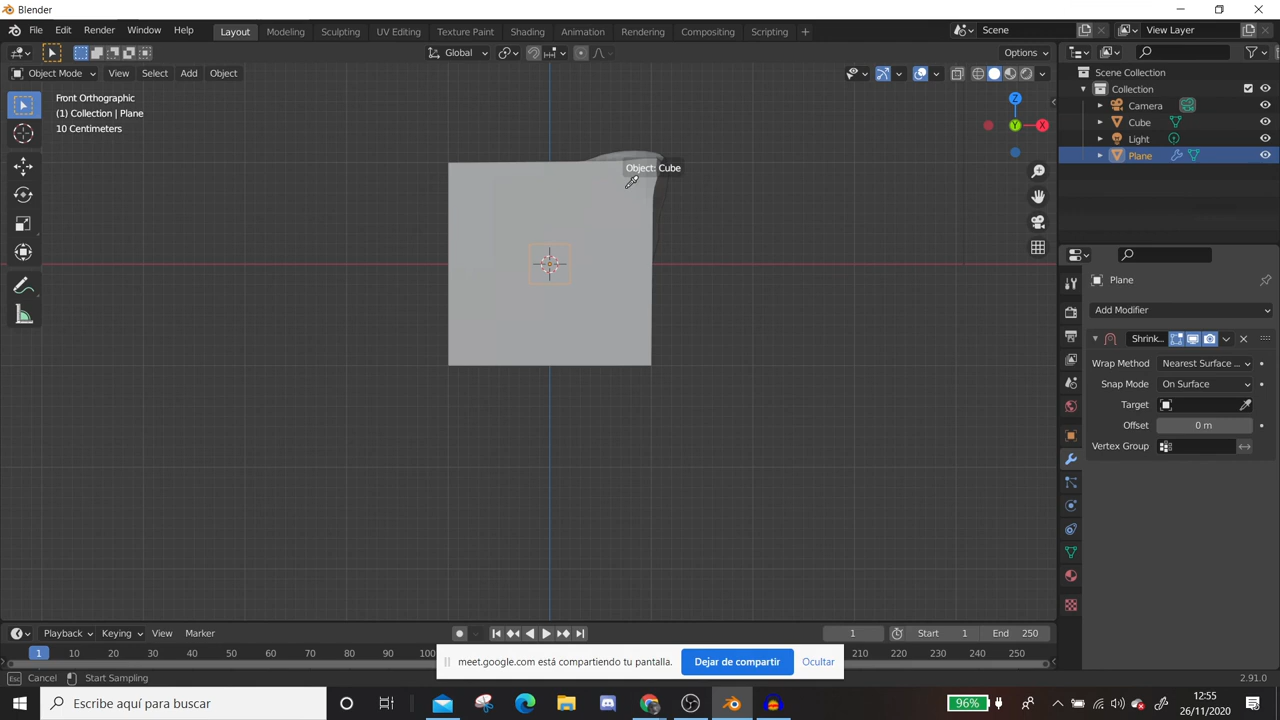 Blender
File Edit Render Window Help Layout Modeling Sculpting UV Editing Texture Paint Shading Animation Rendering Compositing Scripting + Scene View Layer
Global Options
Object Mode View Select Add Object
Front Orthographic
(1) Collection | Plane
10 Centimeters
Z
Y
X
Object: Cube
Scene Collection
Collection
Camera
Cube
Light
Plane
Plane
Add Modifier
Shrink...
Wrap Method Nearest Surface ...
Snap Mode On Surface
Target
Offset 0 m
Vertex Group
Playback Keying View Marker 1 Start 1 End 250
1 10 20 30 40 50 60 70 80 90 210 220 230 240 250
meet.google.com está compartiendo tu pantalla. Dejar de compartir Ocultar
Esc Cancel Start Sampling 2.91.0
Escribe aquí para buscar 96% 12:55
26/11/2020